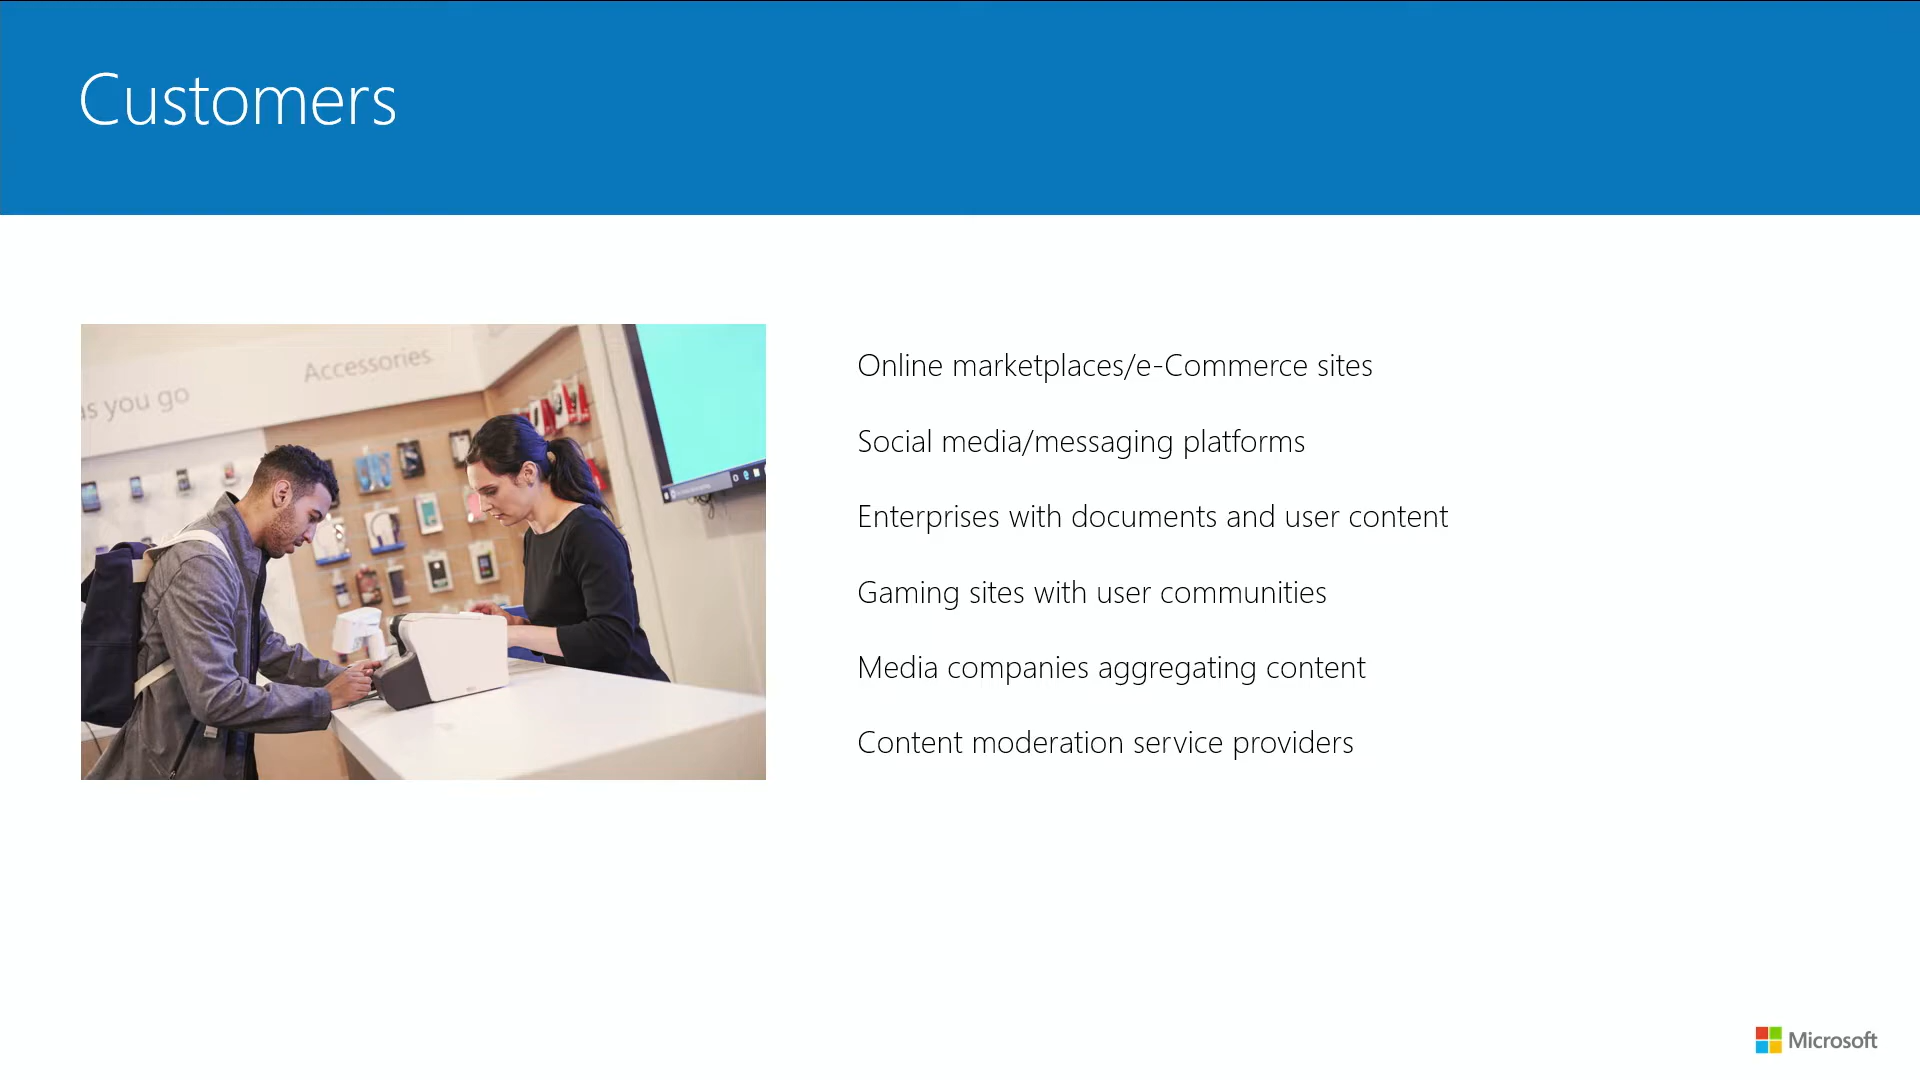 Customers
Accessories
as you go
Online marketplaces/e-Commerce sites
Social media/messaging platforms
Enterprises with documents and user content
Gaming sites with user communities
Media companies aggregating content
Content moderation service providers
Microsoft